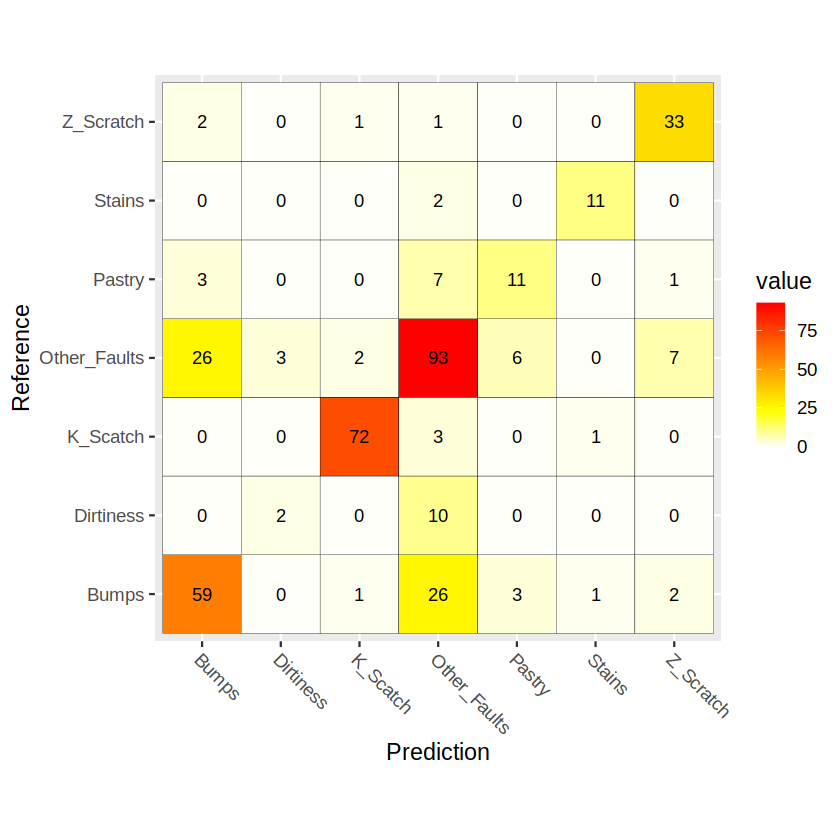 Z_Scratch 2 0 1 1 0 0 33
Stains 0 0 0 2 0 11 0
Pastry 3 0 0 7 11 0 1
Other_Faults 26 3 2 93 6 0 7
K_Scatch 0 0 72 3 0 1 0
Dirtiness 0 2 0 10 0 0 0
Bumps 59 0 1 26 3 1 2
Bumps Dirtiness K_Scatch Other_Faults Pastry Stains Z_Scratch
Prediction
Reference
value
75
50
25
0